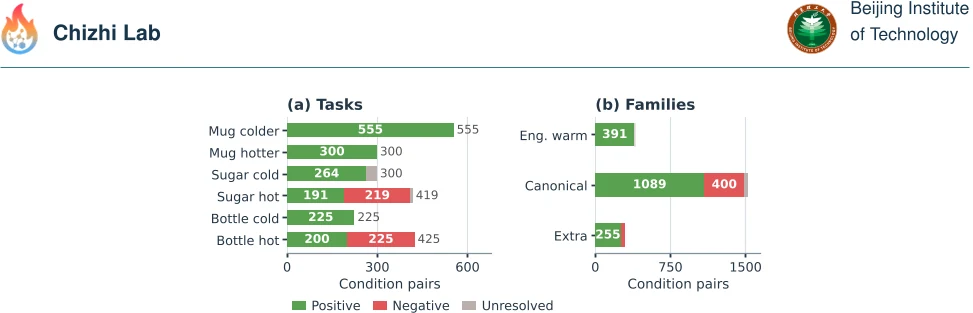 Chizhi Lab
Beijing Institute
of Technology
(a) Tasks
Mug colder
555
555
Mug hotter
300
300
Sugar cold
264
300
Sugar hot
191
219
419
Bottle cold
225
225
Bottle hot
200
225
425
0
300
600
Condition pairs
(b) Families
Eng. warm
391
Canonical
1089
400
Extra
255
0
750
1500
Condition pairs
Positive
Negative
Unresolved